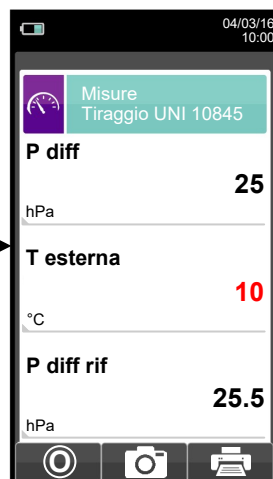 04/03/16
10:00
Misure
Tiraggio UNI 10845
P diff
25
hPa
T esterna
10
°C
P diff rif
25.5
hPa